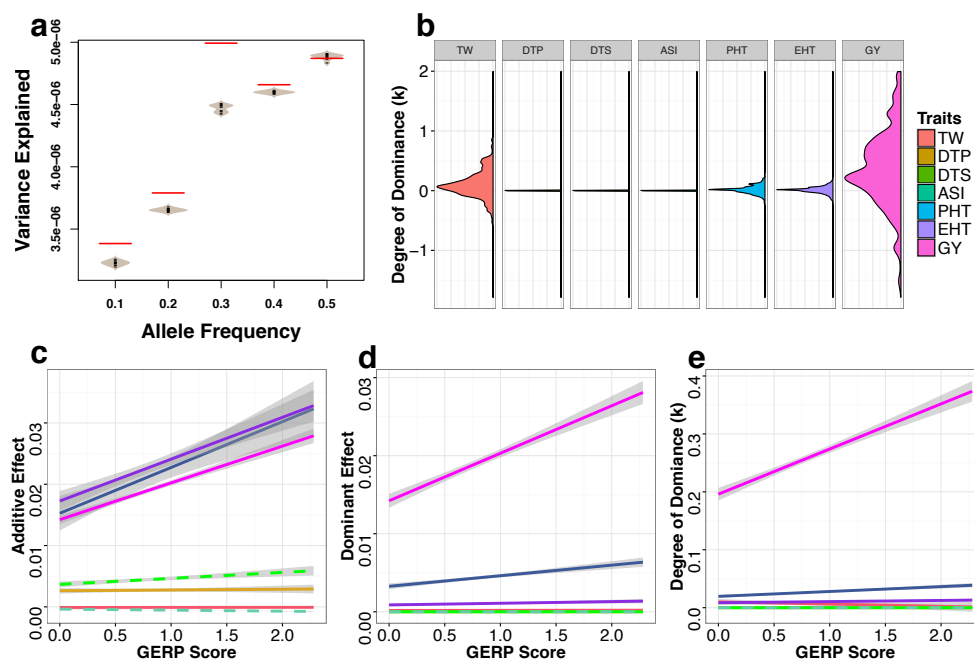 a
Variance Explained
3.5e-06 4.0e-06 4.5e-06 5.0e-06
0.1 0.2 0.3 0.4 0.5
Allele Frequency
b
TW DTP DTS ASI PHT EHT GY
Degree of Dominance (k)
2
1
0
−1
Traits
TW
DTP
DTS
ASI
PHT
EHT
GY
c
Additive Effect
0.00 0.01 0.02 0.03
0.0 0.5 1.0 1.5 2.0
GERP Score
d
Dominant Effect
0.00 0.01 0.02 0.03
0.0 0.5 1.0 1.5 2.0
GERP Score
e
Degree of Domiance (k)
0.0 0.1 0.2 0.3 0.4
0.0 0.5 1.0 1.5 2.0
GERP Score